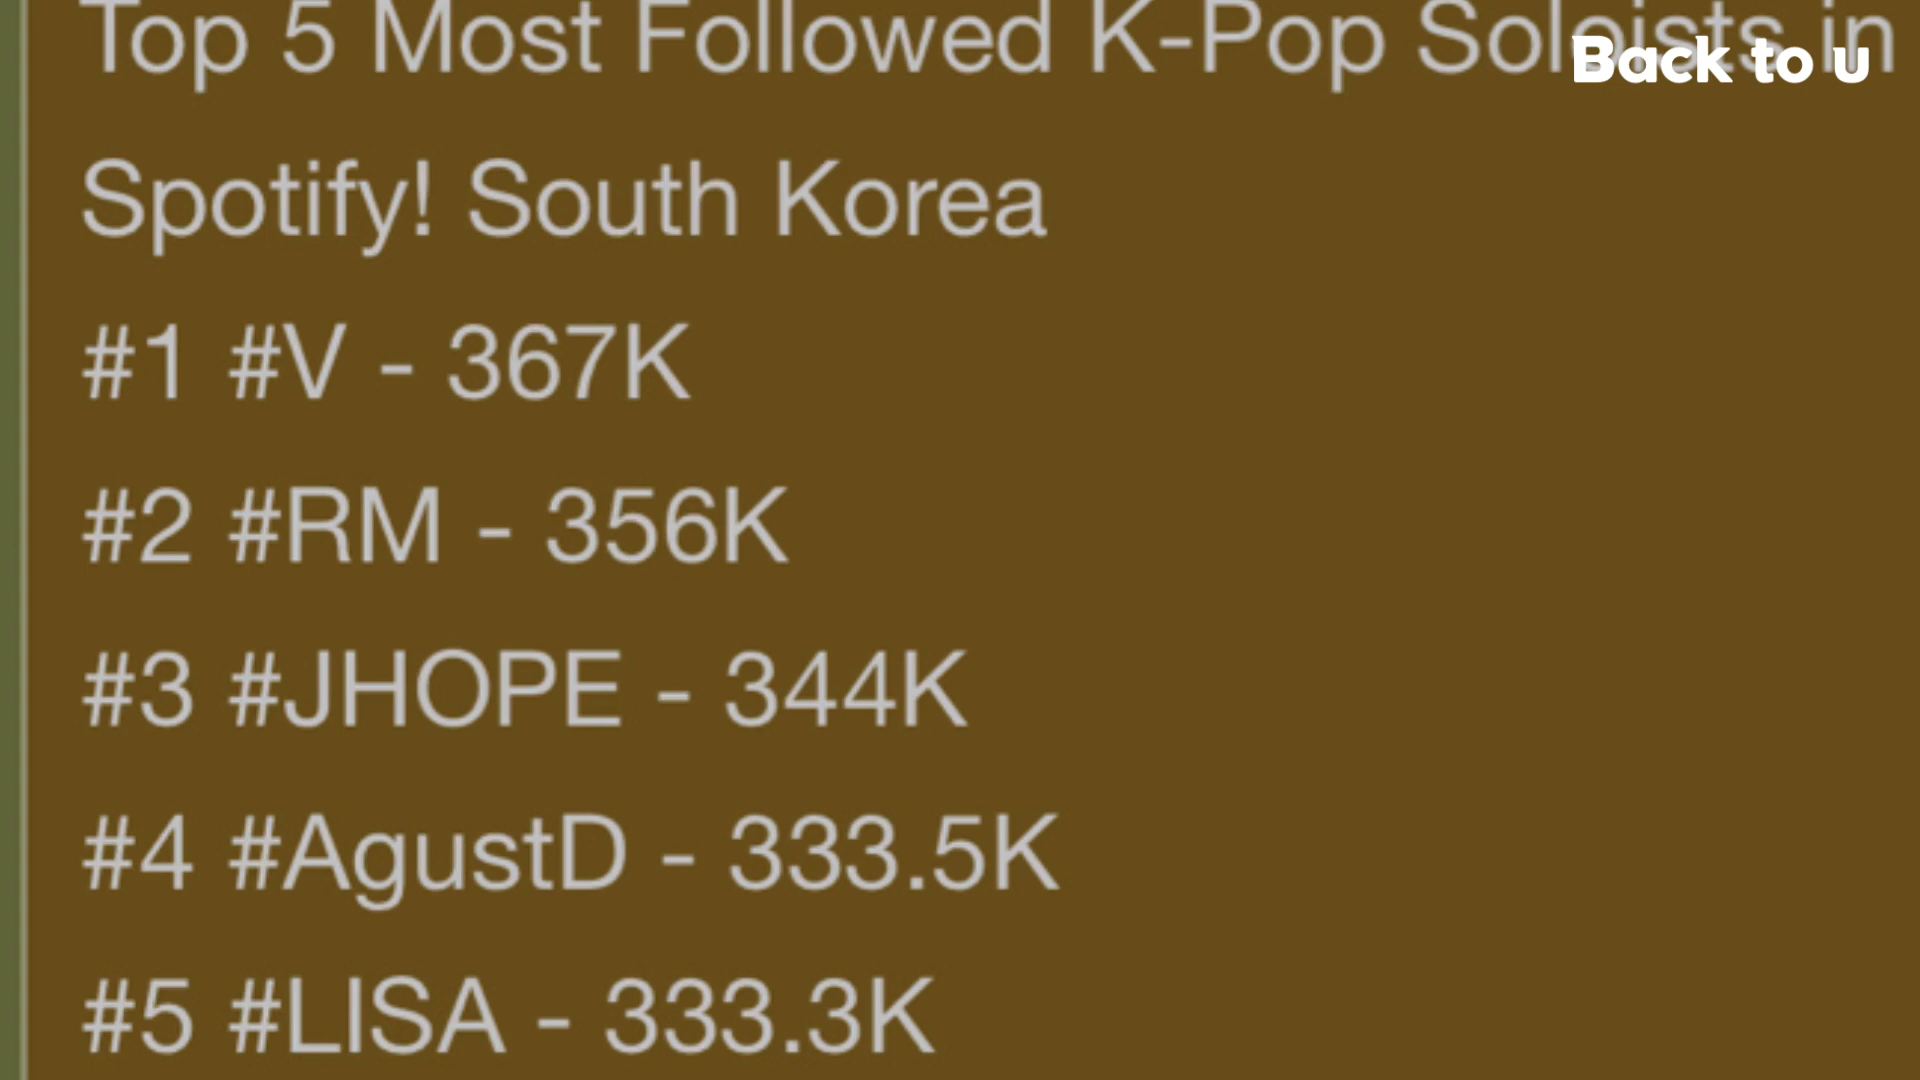 Top 5 Most Followed K-Pop Soloists in
Back to u
Spotify! South Korea
#1 #V - 367K
#2 #RM - 356K
#3 #JHOPE - 344K
#4 #AgustD - 333.5K
#5 #LISA - 333.3K